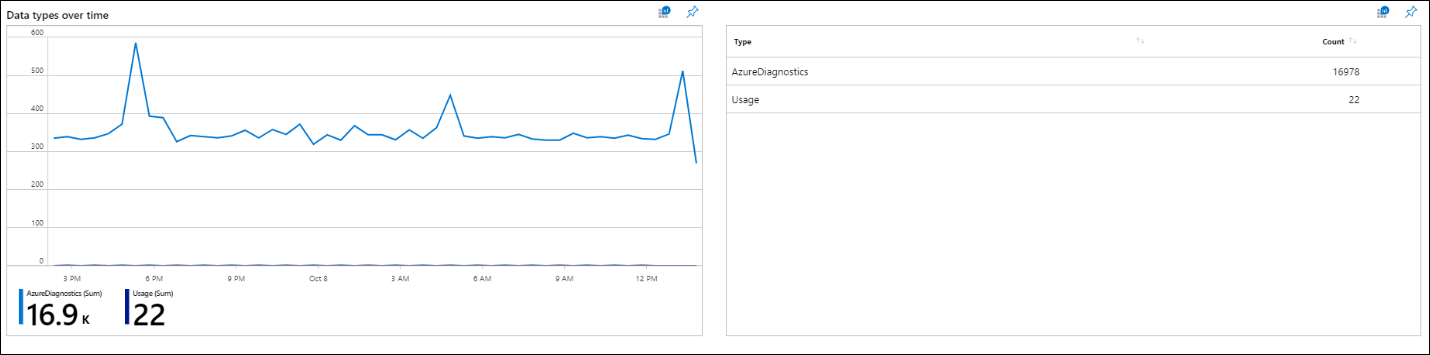 Data types over time
600
500
400
300
200
100
0
3 PM 6 PM 9 PM Oct 8 3 AM 6 AM 9 AM 12 PM
AzureDiagnostics (Sum) Usage (Sum)
16.9 K 22
Type Count
AzureDiagnostics 16978
Usage 22